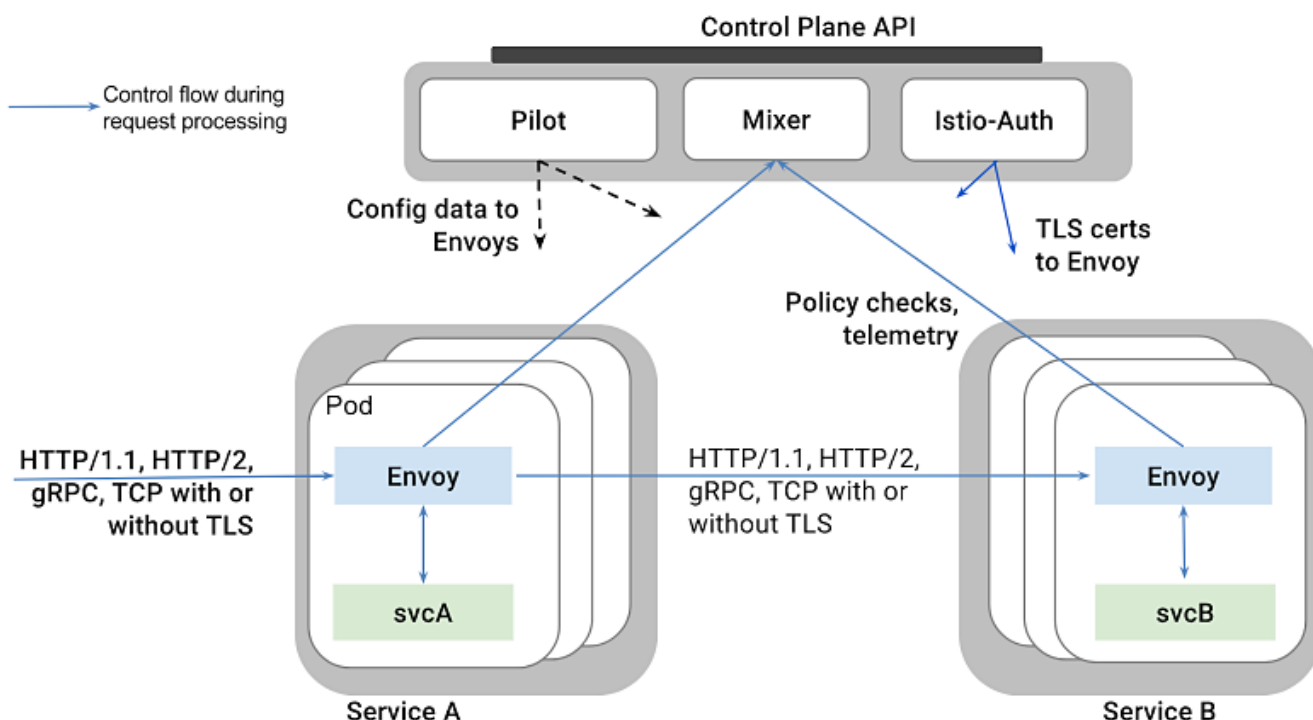 Control Plane API
Control flow during
request processing
Pilot
Mixer
Istio-Auth
Config data to
Envoys
TLS certs
to Envoy
Policy checks,
telemetry
Pod
HTTP/1.1, HTTP/2,
gRPC, TCP with or
without TLS
Envoy
HTTP/1.1, HTTP/2,
gRPC, TCP with or
without TLS
Envoy
svcA
svcB
Service A
Service B